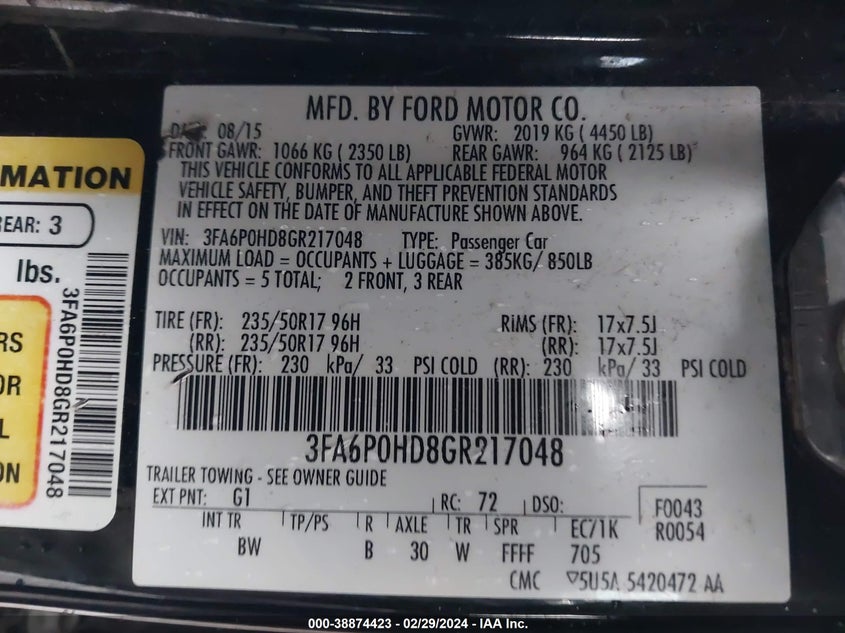 MFD. BY FORD MOTOR CO.
08/15 GVWR: 2019 KG ( 4450 LB)
FRONT GAWR: 1066 KG ( 2350 LB) REAR GAWR: 964 KG ( 2125 LB)
THIS VEHICLE CONFORMS TO ALL APPLICABLE FEDERAL MOTOR
VEHICLE SAFETY, BUMPER, AND THEFT PREVENTION STANDARDS
IN EFFECT ON THE DATE OF MANUFACTURE SHOWN ABOVE.
VIN: 3FA6P0HD8GR217048 TYPE: Passenger Car
MAXIMUM LOAD = OCCUPANTS + LUGGAGE = 385KG/ 850LB
OCCUPANTS = 5 TOTAL; 2 FRONT, 3 REAR
TIRE (FR): 235/50R17 96H RIMS (FR): 17x7.5J
(RR): 235/50R17 96H (RR): 17x7.5J
PRESSURE (FR): 230 kPa/ 33 PSI COLD (RR): 230 kPa/ 33 PSI COLD
3FA6P0HD8GR217048
TRAILER TOWING - SEE OWNER GUIDE
EXT PNT: G1 RC: 72 DSO: F0043
R0054
INT TR TP/PS R AXLE TR SPR EC71K
BW B 30 W FFFF 705
CMC ▽5U5A 5420472 AA
MATION
REAR: 3
lbs.
RS
OR
L
ON
3FA6P0HD8GR217048
000-38874423 - 02/29/2024 - IAA Inc.